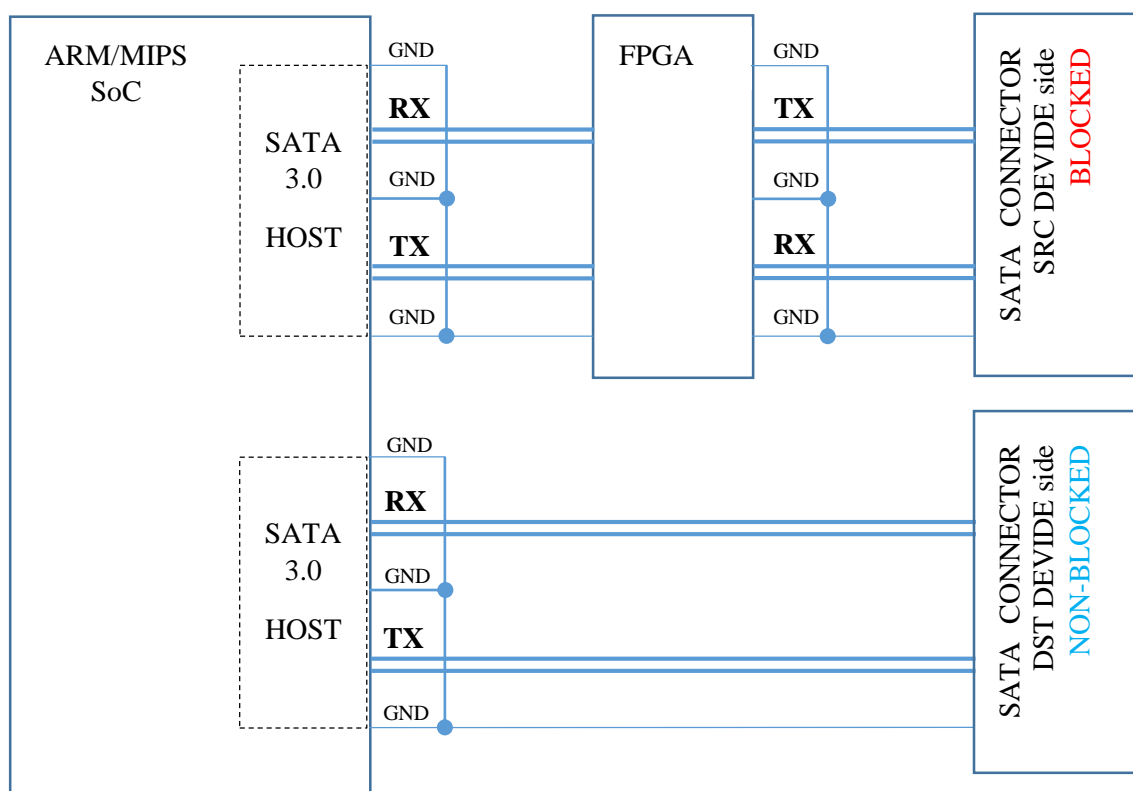 ARM/MIPS
SoC
SATA
3.0
HOST
GND
RX
GND
TX
GND
FPGA
GND
TX
GND
RX
GND
SATA CONNECTOR
SRC DEVIDE side
BLOCKED
SATA
3.0
HOST
GND
RX
GND
TX
GND
SATA CONNECTOR
DST DEVIDE side
NON-BLOCKED